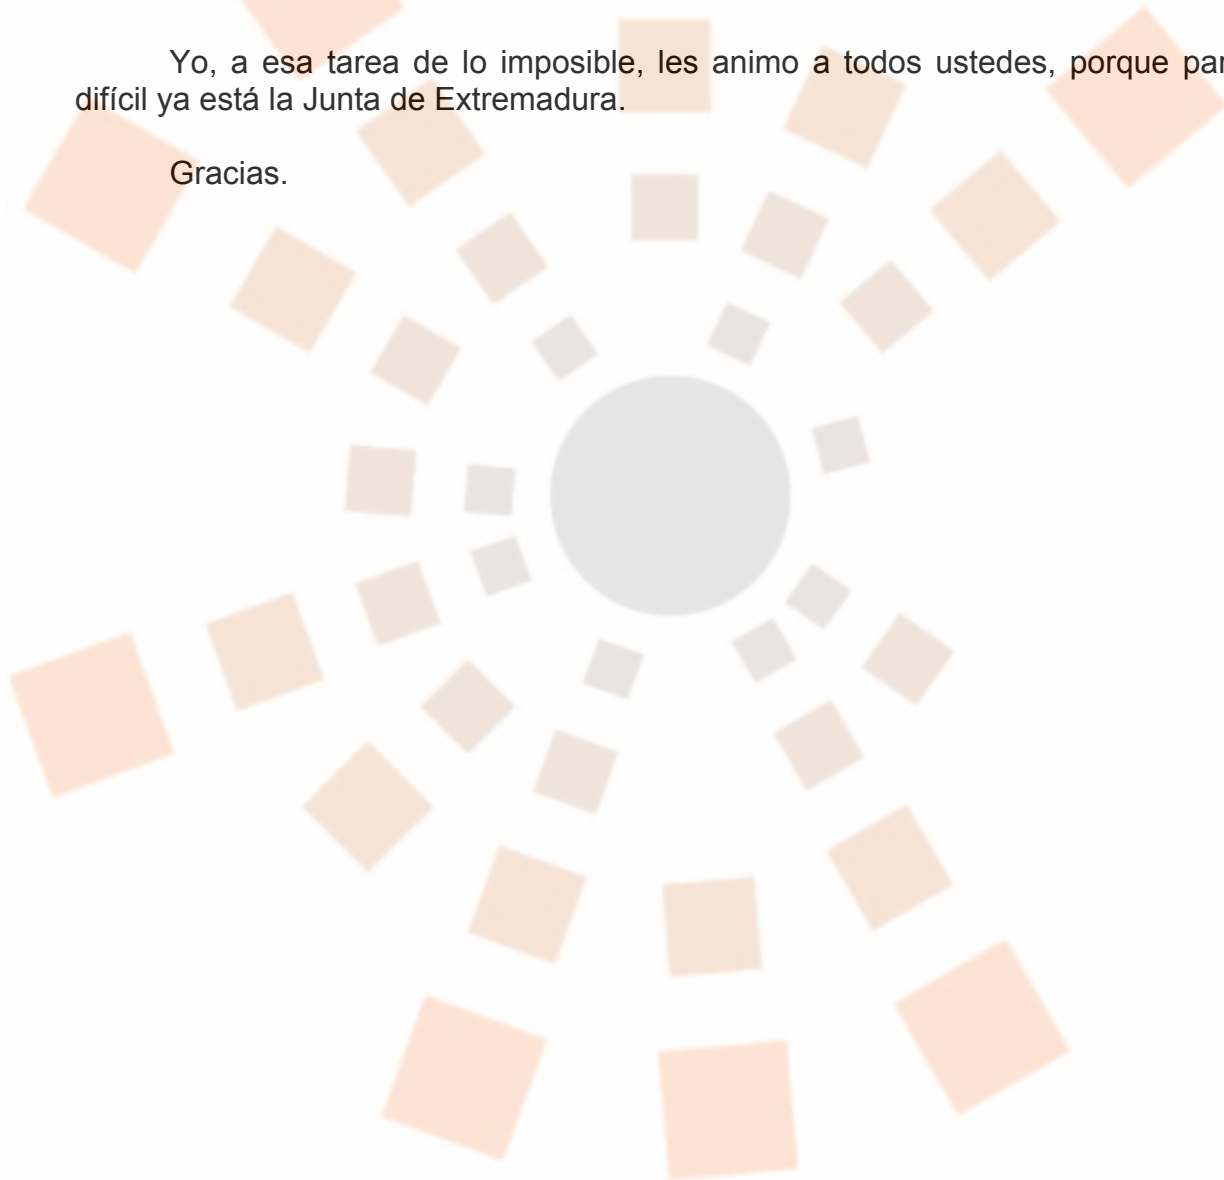 Yo, a esa tarea de lo imposible, les animo a todos ustedes, porque par
difícil ya está la Junta de Extremadura.
Gracias.